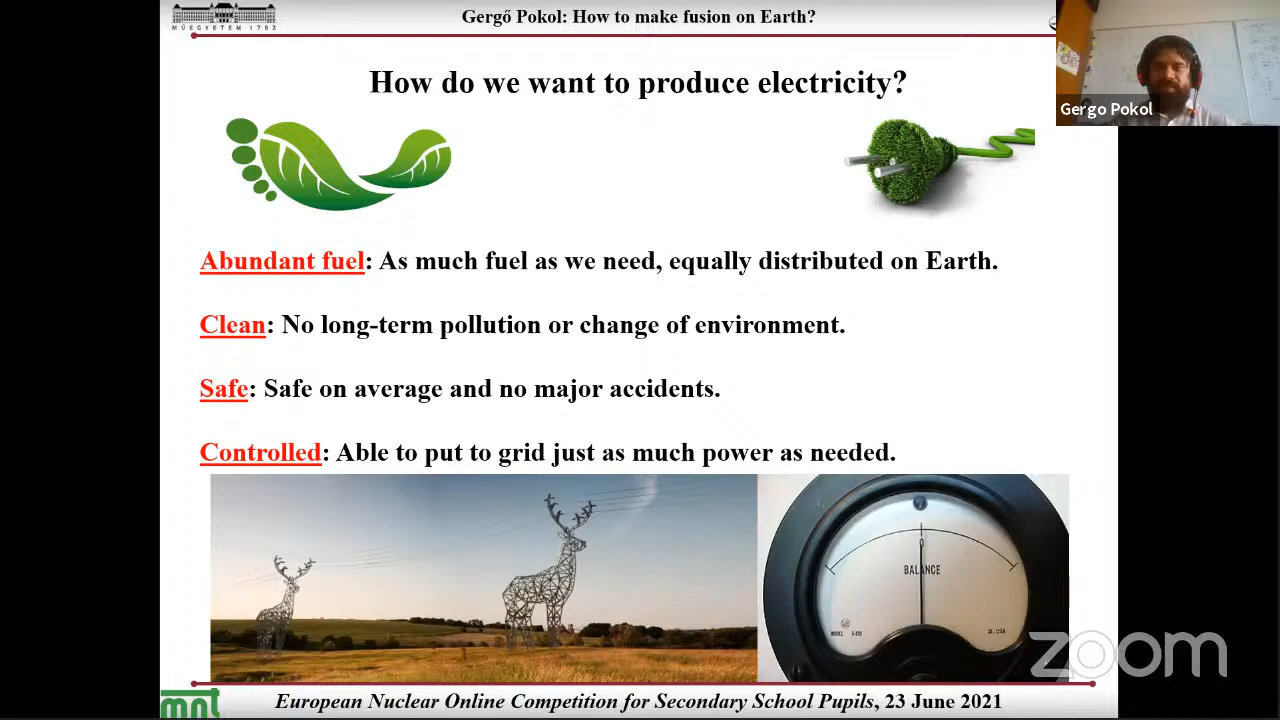 MŰEGYETEM 1782
Gergő Pokol: How to make fusion on Earth?
Gergo Pokol
How do we want to produce electricity?
Abundant fuel: As much fuel as we need, equally distributed on Earth.
Clean: No long-term pollution or change of environment.
Safe: Safe on average and no major accidents.
Controlled: Able to put to grid just as much power as needed.
0
BALANCE
MODEL
zoom
mnt
European Nuclear Online Competition for Secondary School Pupils, 23 June 2021